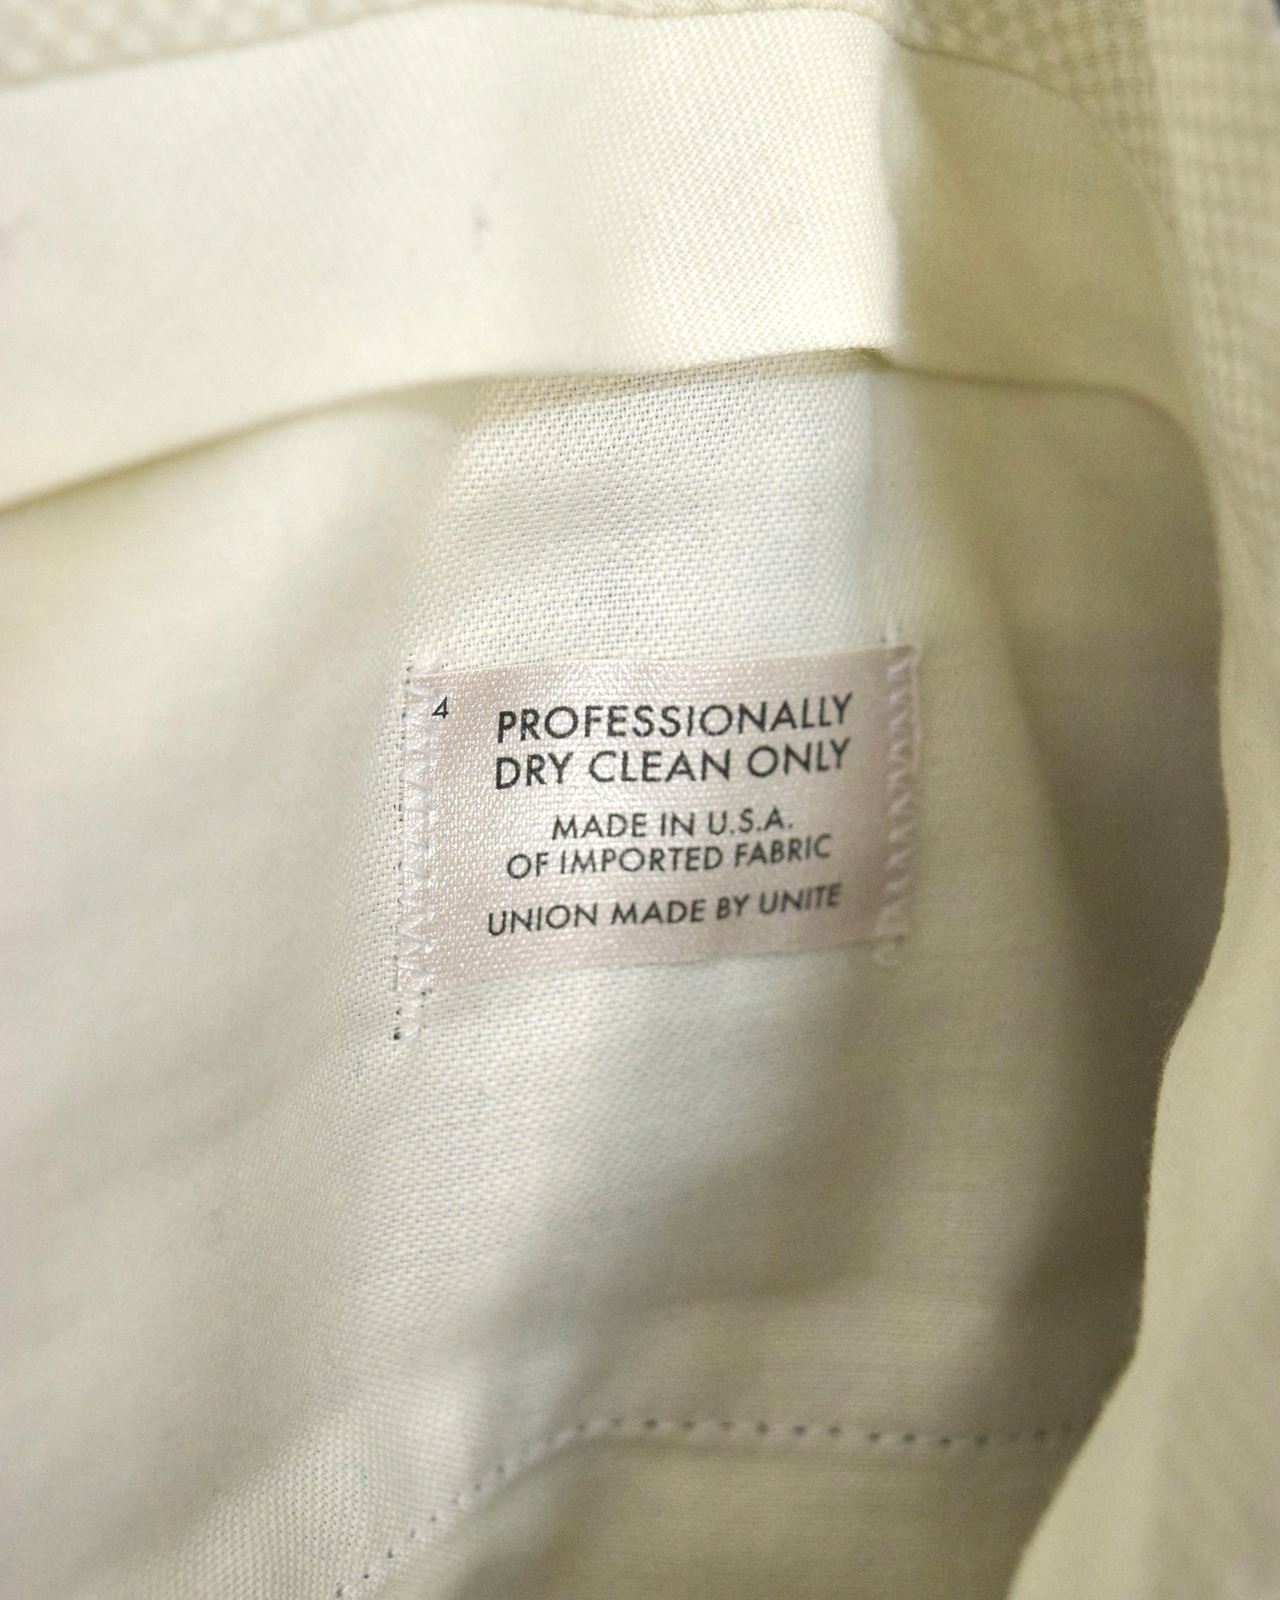 4
PROFESSIONALLY
DRY CLEAN ONLY
MADE IN U.S.A.
OF IMPORTED FABRIC
UNION MADE BY UNITE